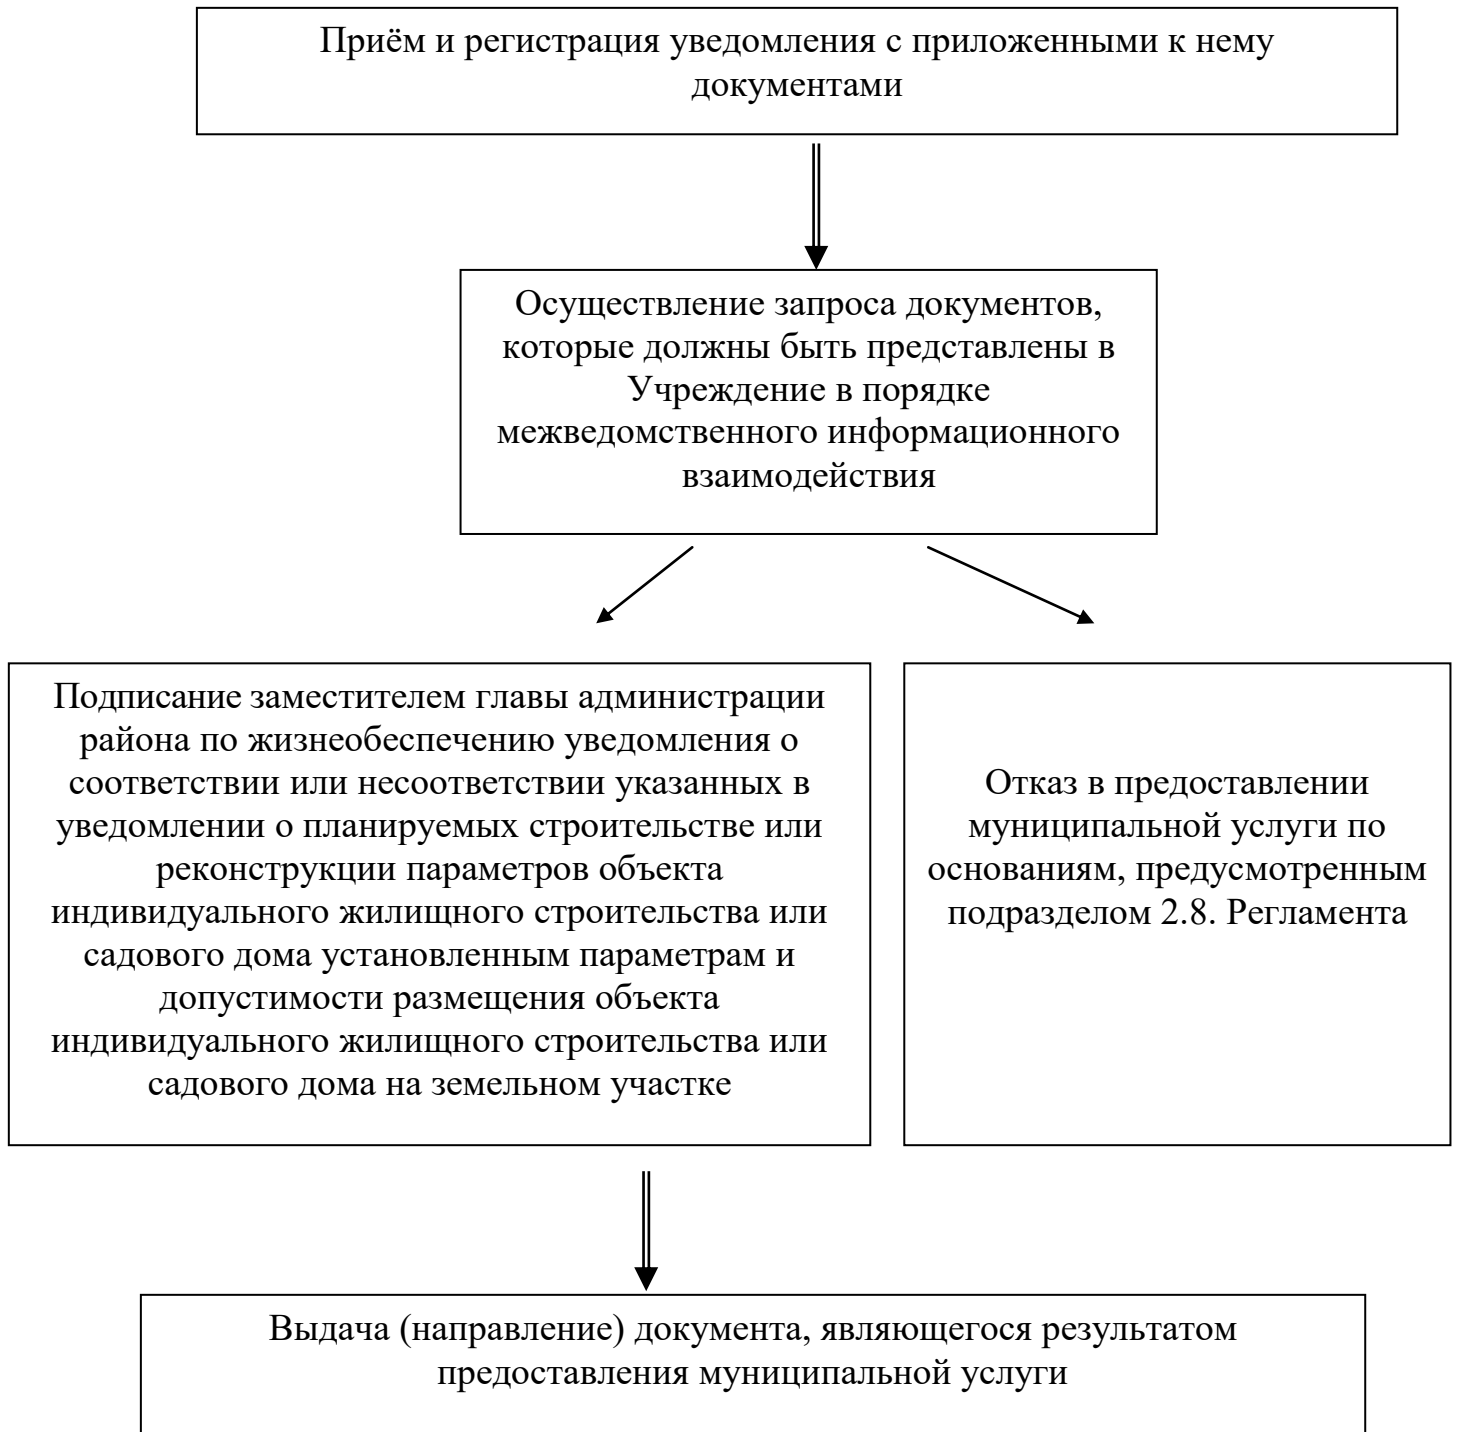 Приём и регистрация уведомления с приложенными к нему
документами
Осуществление запроса документов,
которые должны быть представлены в
Учреждение в порядке
межведомственного информационного
взаимодействия
Подписание заместителем главы администрации
района по жизнеобеспечению уведомления о
соответствии или несоответствии указанных в
уведомлении о планируемых строительстве или
реконструкции параметров объекта
индивидуального жилищного строительства или
садового дома установленным параметрам и
допустимости размещения объекта
индивидуального жилищного строительства или
садового дома на земельном участке
Отказ в предоставлении
муниципальной услуги по
основаниям, предусмотренным
подразделом 2.8. Регламента
Выдача (направление) документа, являющегося результатом
предоставления муниципальной услуги